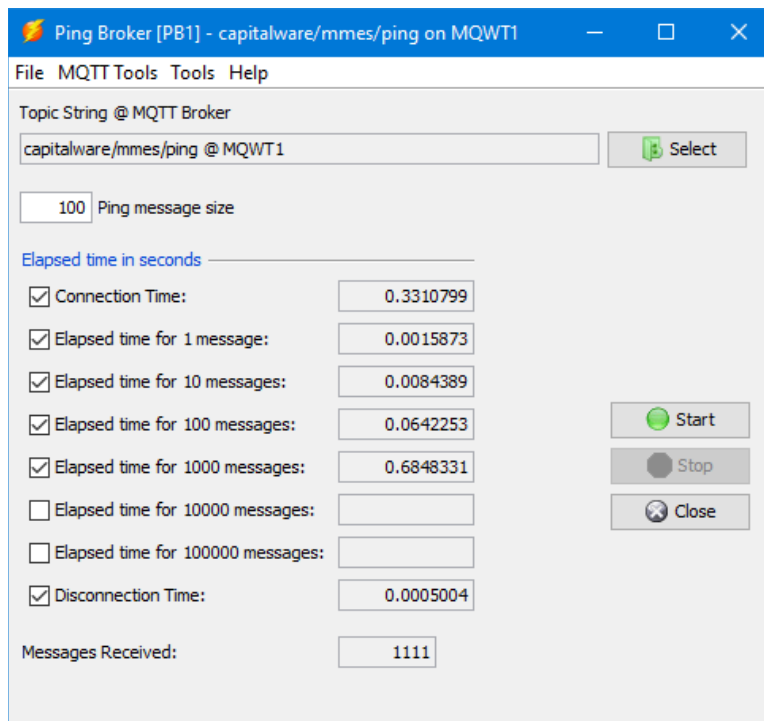 Ping Broker [PB1] - capitalware/mmes/ping on MQWT1
File MQTT Tools Tools Help
Topic String @ MQTT Broker
capitalware/mmes/ping @ MQWT1 Select
100 Ping message size
Elapsed time in seconds
Connection Time: 0.3310799
Elapsed time for 1 message: 0.0015873
Elapsed time for 10 messages: 0.0084389
Elapsed time for 100 messages: 0.0642253
Start
Elapsed time for 1000 messages: 0.6848331
Stop
Elapsed time for 10000 messages:
Close
Elapsed time for 100000 messages:
Disconnection Time: 0.0005004
Messages Received: 1111